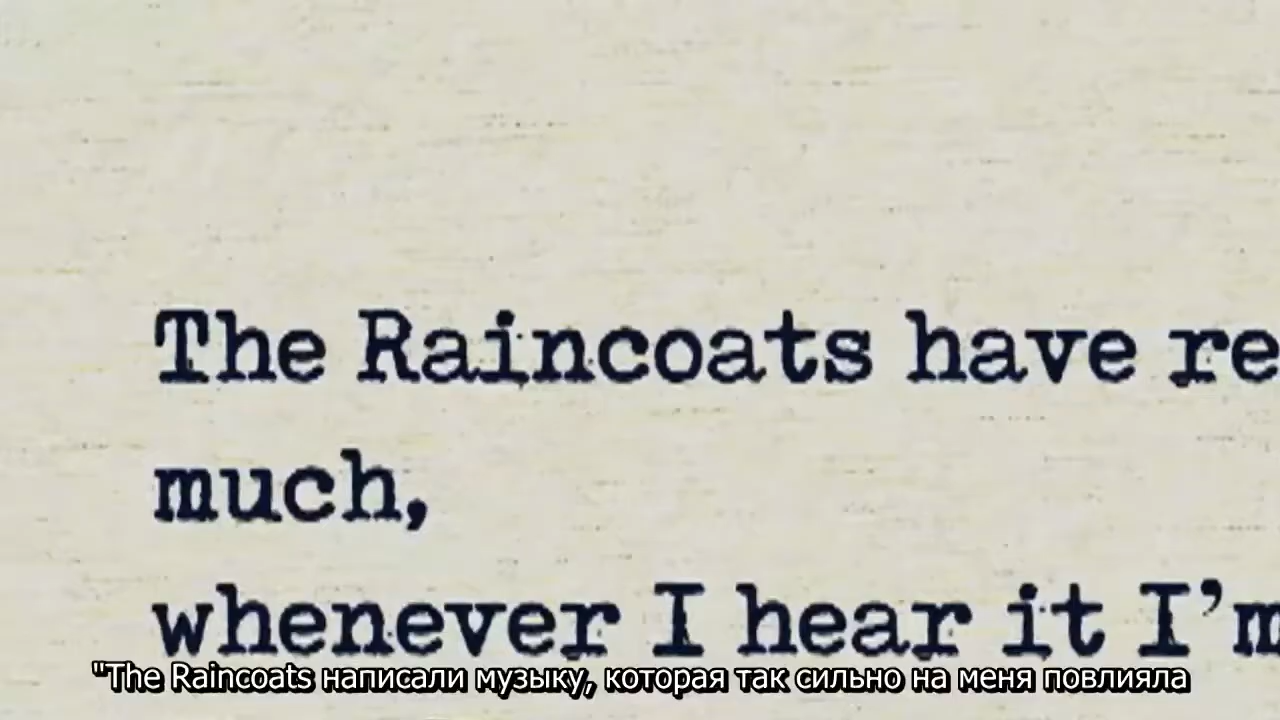 The Raincoats have re
much,
whenever I hear it I’m
"The Raincoats написали музыку, которая так сильно на меня повлияла